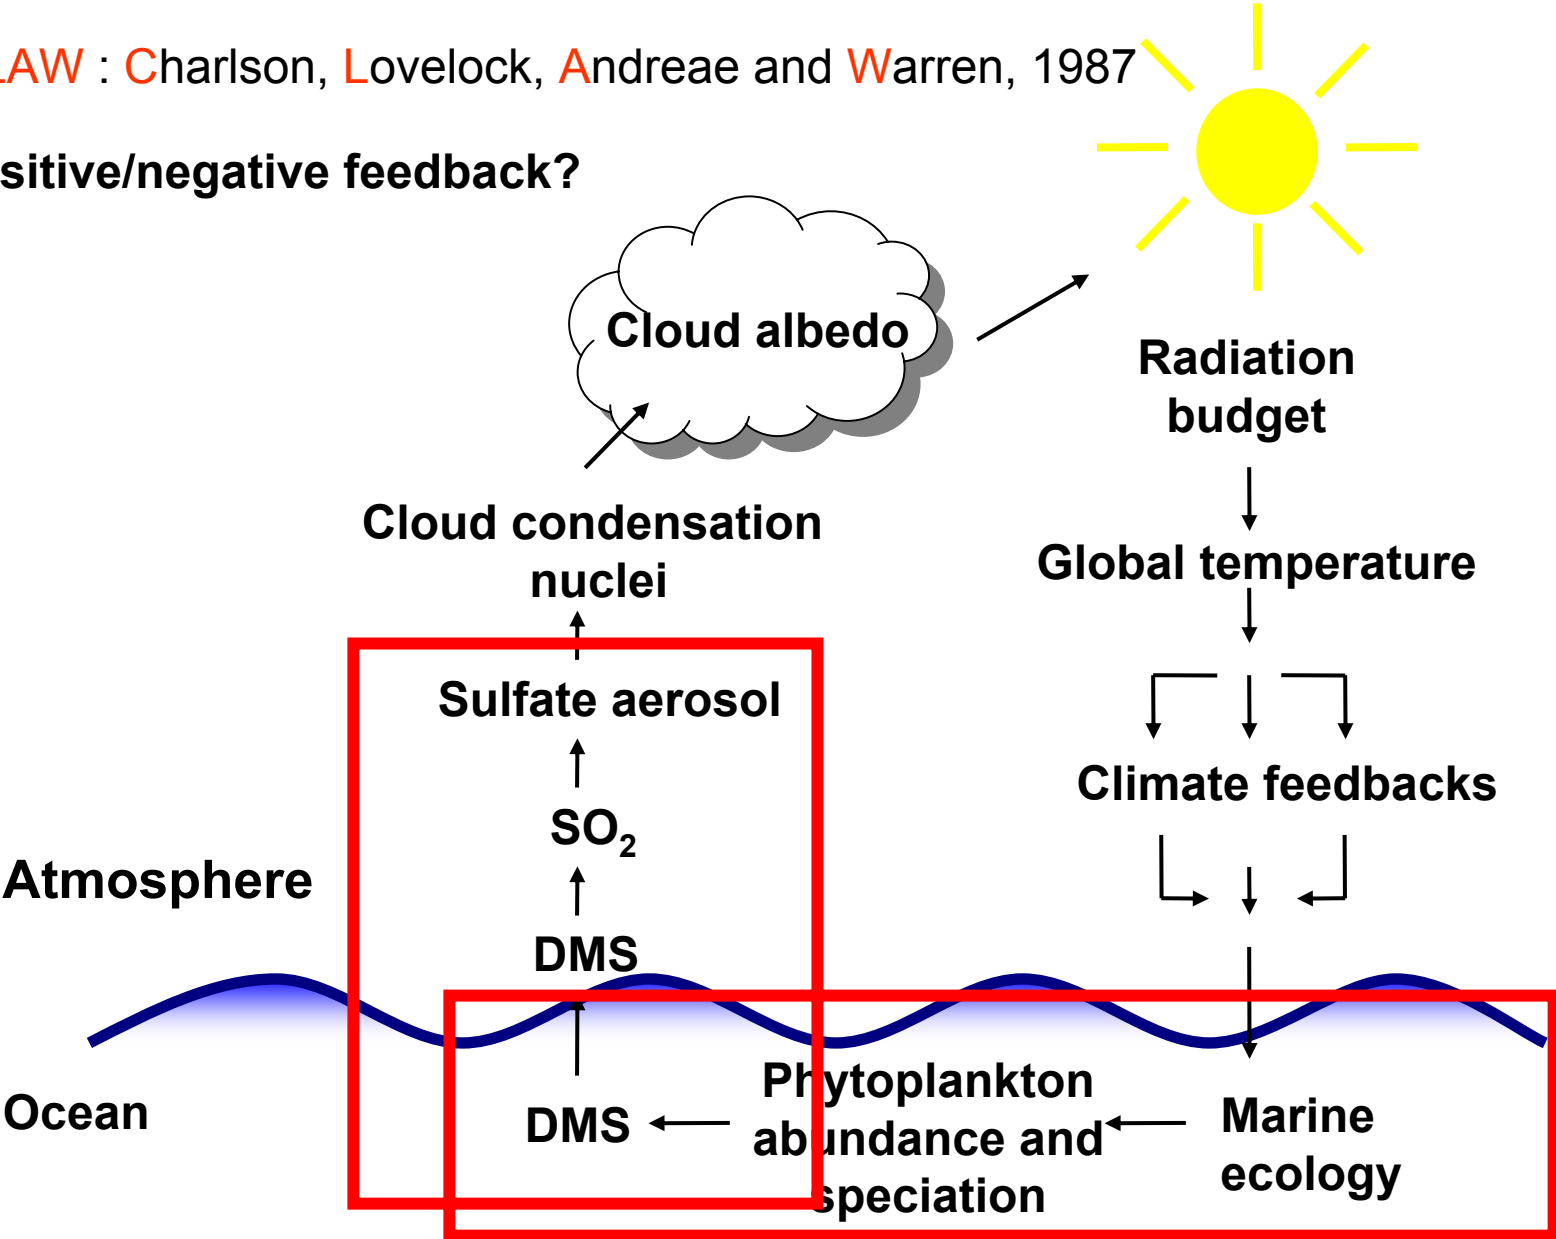 LAW : Charlson, Lovelock, Andreae and Warren, 1987
sitive/negative feedback?
Cloud albedo
Radiation
budget
Cloud condensation
nuclei
Global temperature
Sulfate aerosol
Climate feedbacks
SO2
Atmosphere
DMS
Ocean
DMS
Phytoplankton
abundance and
speciation
Marine
ecology